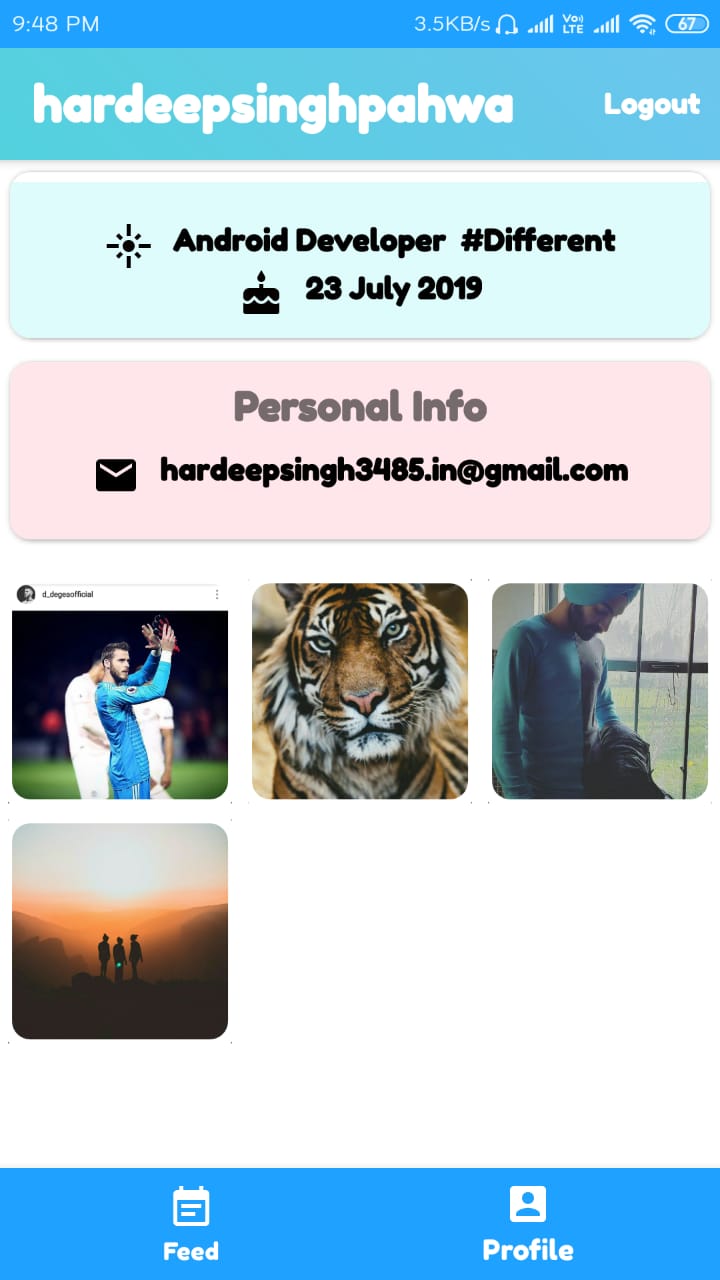 9:48 PM 3.5KB/s Vo)) LTE 67
hardeepsinghpahwa Logout
Android Developer #Different
23 July 2019
Personal Info
hardeepsingh3485.in@gmail.com
d_degeaofficial
Feed Profile